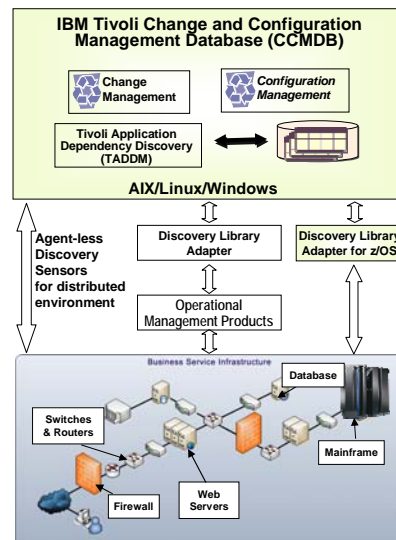 IBM Tivoli Change and Configuration
Management Database (CCMDB)
Change
Management
Configuration
Management
Tivoli Application
Dependency Discovery
(TADDM)
AIX/Linux/Windows
Agent-less
Discovery
Sensors
for distributed
environment
Discovery Library
Adapter
Discovery Library
Adapter for z/OS
Operational
Management Products
Business Service Infrastructure
Database
Switches
& Routers
Mainframe
Firewall
Web
Servers